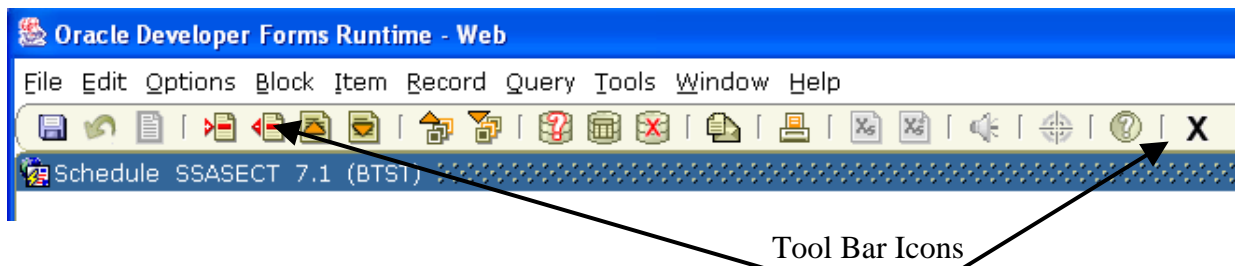 Oracle Developer Forms Runtime - Web
File Edit Options Block Item Record Query Tools Window Help
X
Schedule SSASECT 7.1 (BTST)
Tool Bar Icons